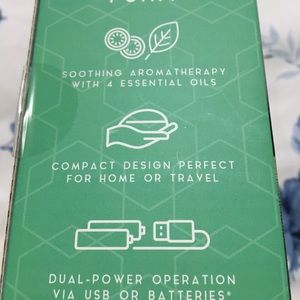 SOOTHING AROMATHERAPY
WITH 4 ESSENTIAL OILS
COMPACT DESIGN PERFECT
FOR HOME OR TRAVEL
DUAL-POWER OPERATION
VIA USB OR BATTERIES*